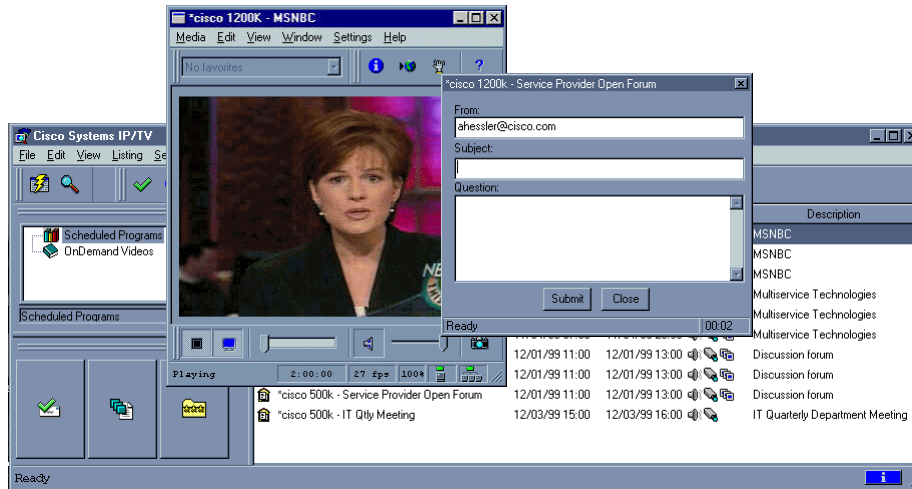 *cisco 1200K - MSNBC
Media Edit View Window Settings Help
No favorites
?
*cisco 1200k - Service Provider Open Forum
From:
ahessler@cisco.com
Subject:
Question:
Submit Close
Ready 00:02
Cisco Systems IP/TV
File Edit View Listing
Scheduled Programs
OnDemand Videos
Scheduled Programs
Description
MSNBC
MSNBC
MSNBC
Multiservice Technologies
Multiservice Technologies
Multiservice Technologies
12/01/99 11:00 12/01/99 13:00 Discussion forum
12/01/99 11:00 12/01/99 13:00 Discussion forum
*cisco 500k - Service Provider Open Forum 12/01/99 11:00 12/01/99 13:00 Discussion forum
*cisco 500k - IT Qtly Meeting 12/03/99 15:00 12/03/99 16:00 IT Quarterly Department Meeting
Playing 2:00:00 27 fps 100%
Ready